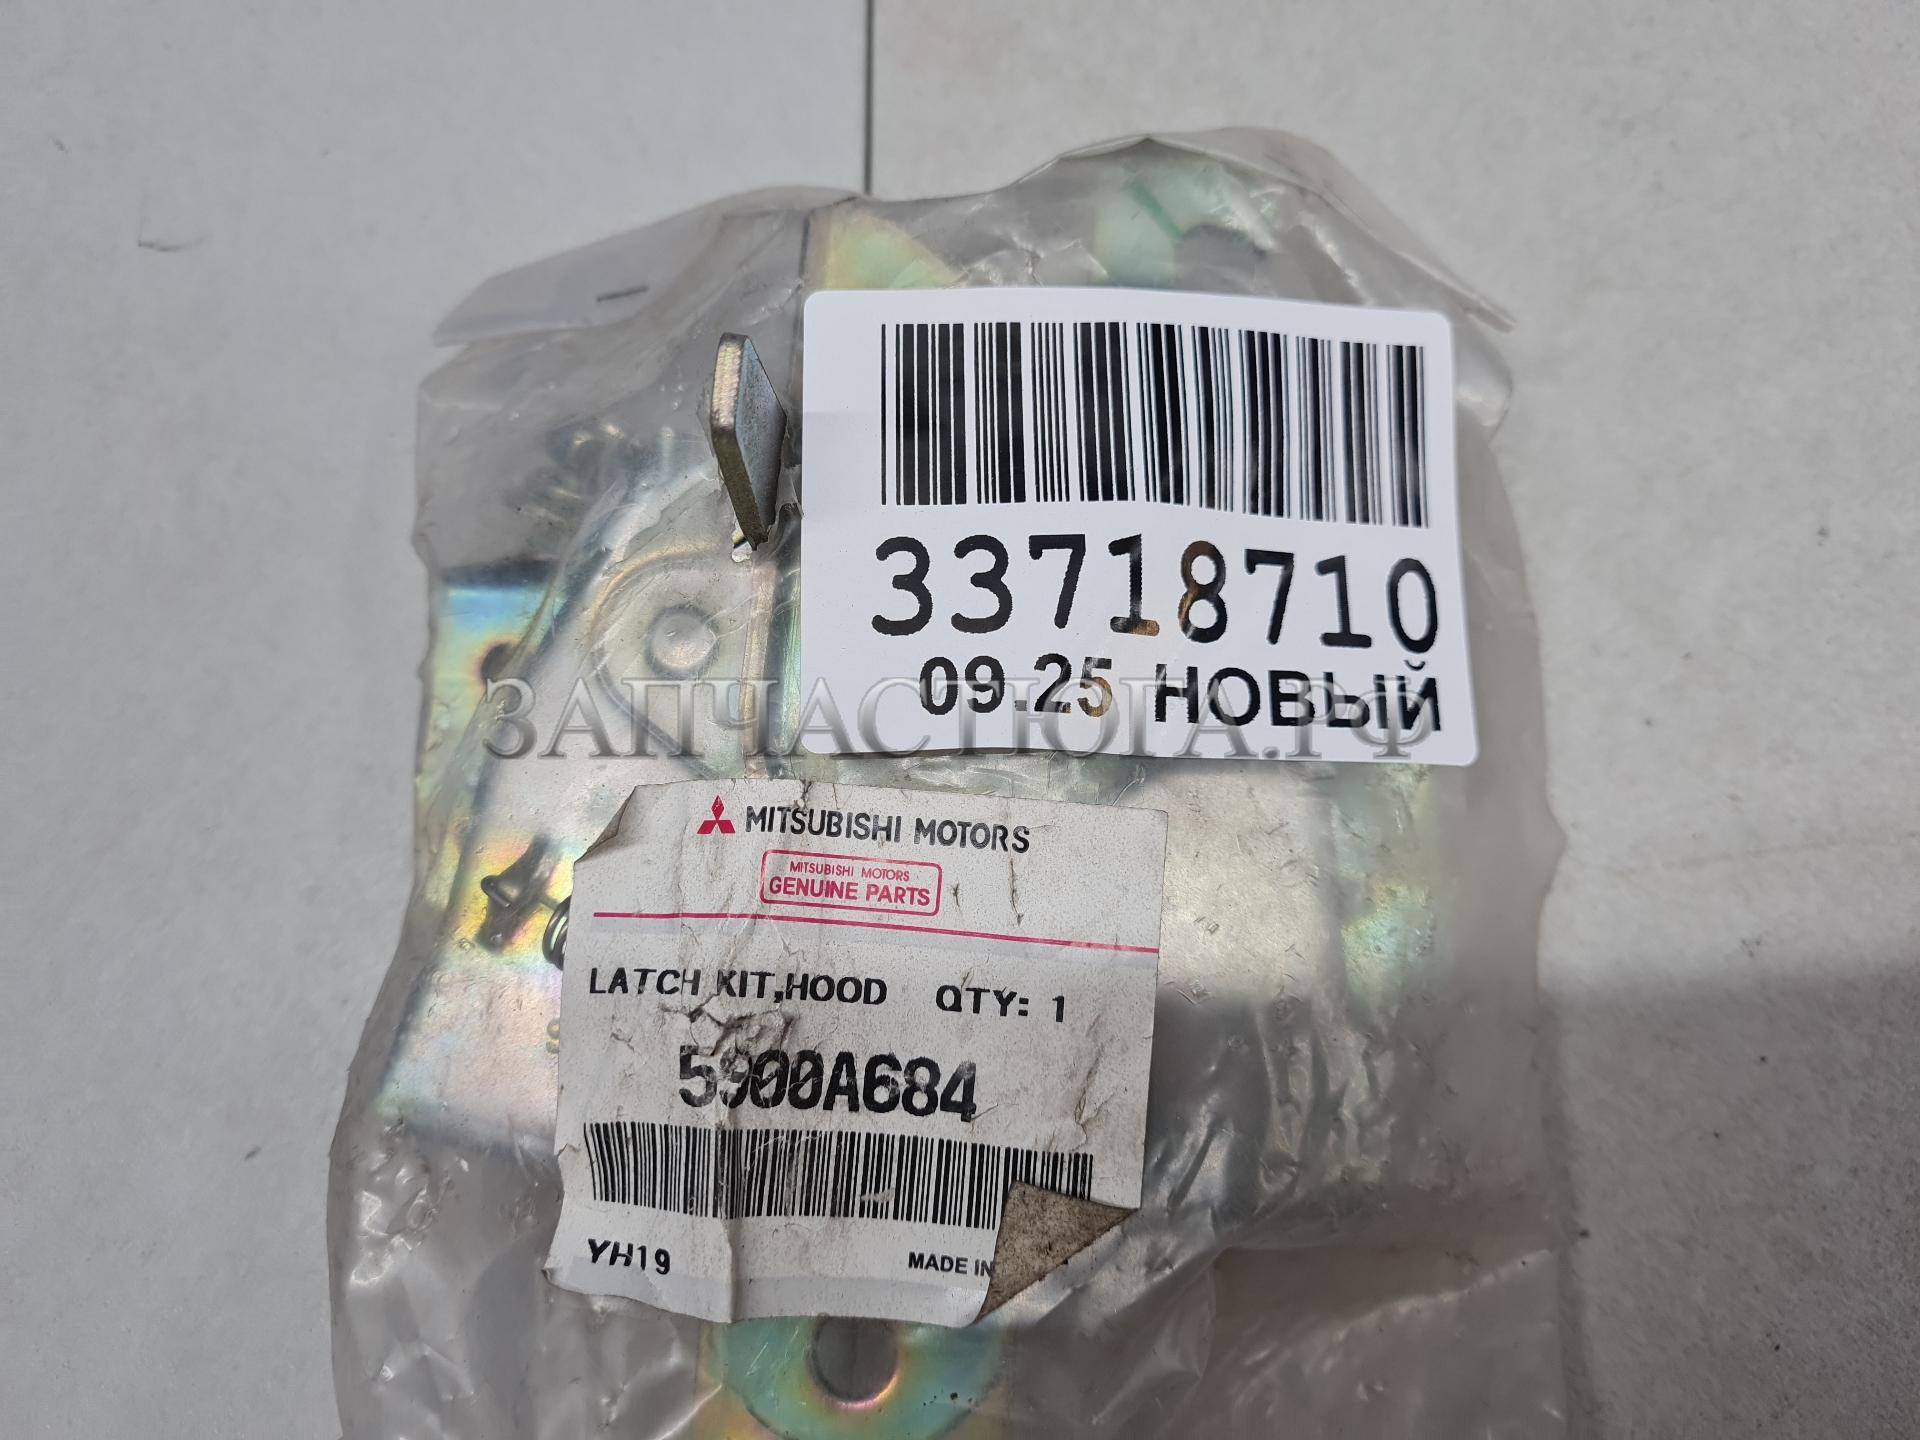 33718710
09.25 НОВЫЙ
ЗАПЧАСТЮГА.РФ
MITSUBISHI MOTORS
MITSUBISHI MOTORS
GENUINE PARTS
LATCH KIT,HOOD QTY: 1
5900A684
YH19 MADE IN